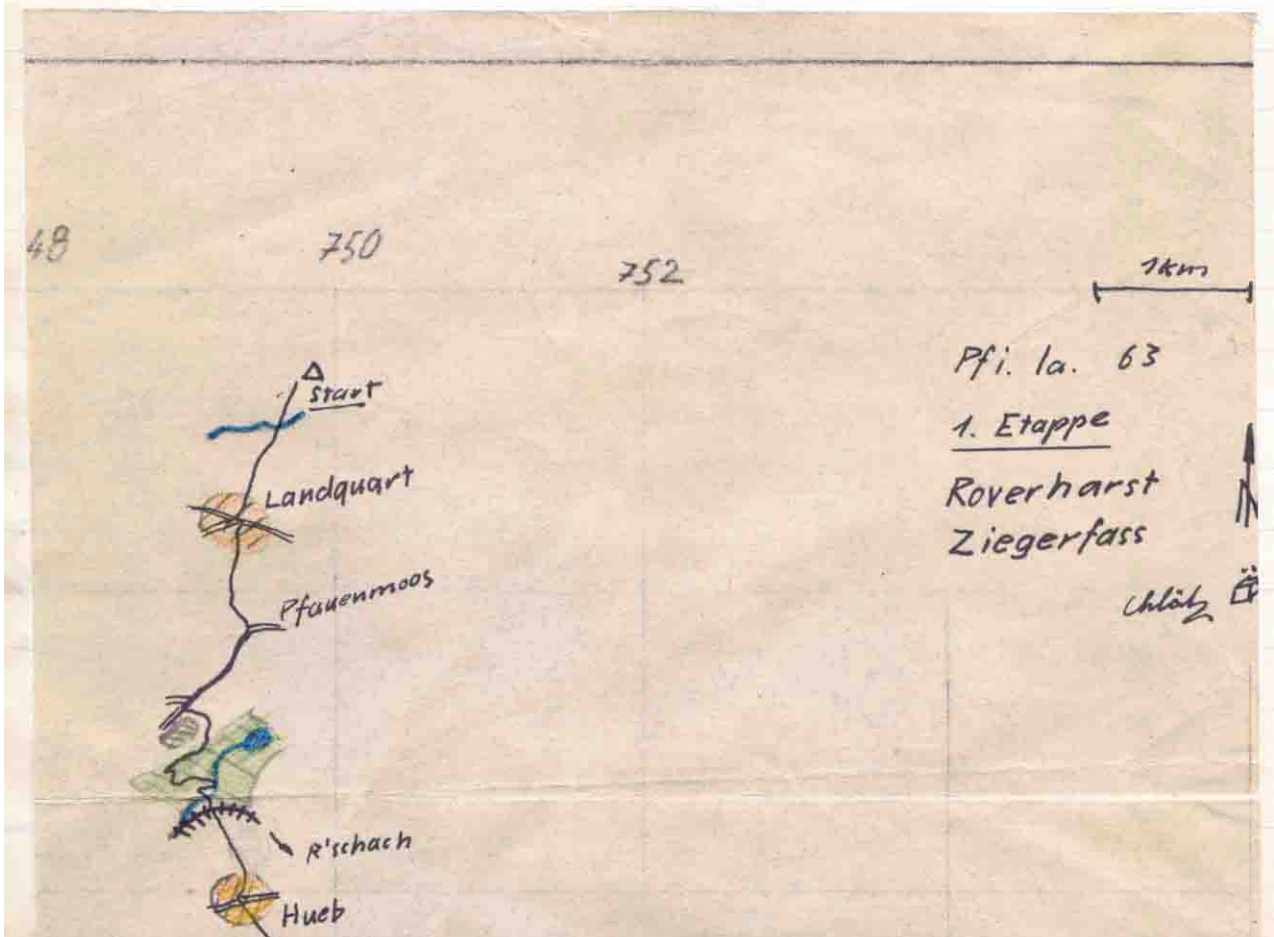 48
750
752
1km
Pfi. la. 63
1. Etappe
Roverharst
Ziegerfass
Start
Landquart
Pfauenmoos
R'schach
Hueb
N